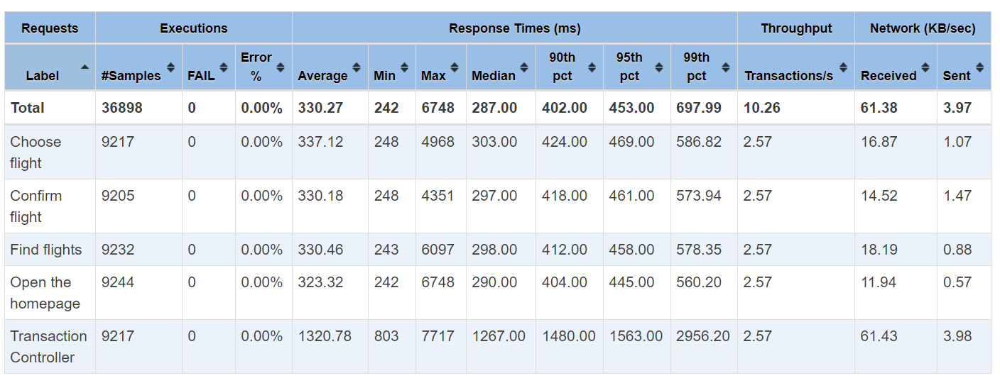 Requests Executions Response Times (ms) Throughput Network (KB/sec)
Label #Samples FAIL Error % Average Min Max Median 90th pct 95th pct 99th pct Transactions/s Received Sent
Total 36898 0 0.00% 330.27 242 6748 287.00 402.00 453.00 697.99 10.26 61.38 3.97
Choose flight 9217 0 0.00% 337.12 248 4968 303.00 424.00 469.00 586.82 2.57 16.87 1.07
Confirm flight 9205 0 0.00% 330.18 248 4351 297.00 418.00 461.00 573.94 2.57 14.52 1.47
Find flights 9232 0 0.00% 330.46 243 6097 298.00 412.00 458.00 578.35 2.57 18.19 0.88
Open the homepage 9244 0 0.00% 323.32 242 6748 290.00 404.00 445.00 560.20 2.57 11.94 0.57
Transaction Controller 9217 0 0.00% 1320.78 803 7717 1267.00 1480.00 1563.00 2956.20 2.57 61.43 3.98